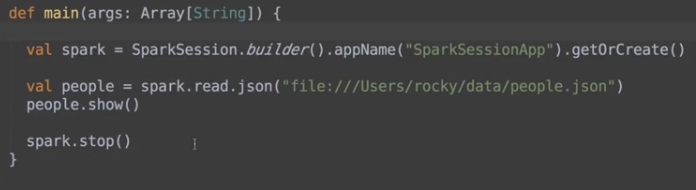 def main(args: Array[String]) {
val spark = SparkSession.builder().appName("SparkSessionApp").getOrCreate()
val people = spark.read.json("file:///Users/rocky/data/people.json")
people.show()
spark.stop()
}